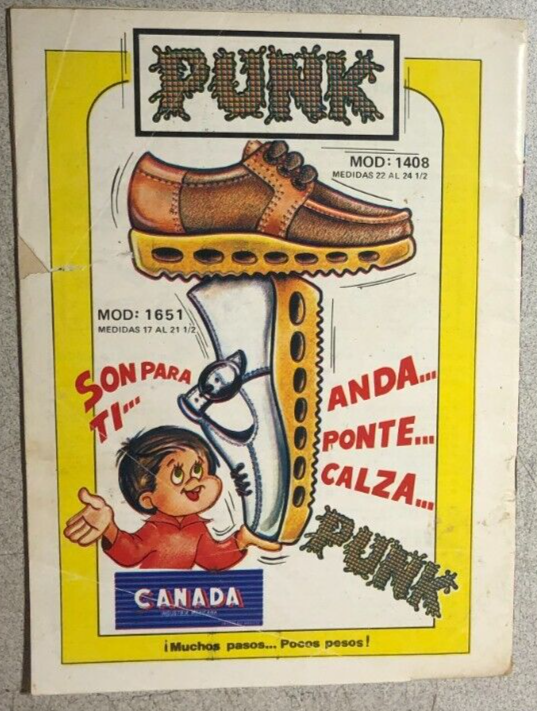 PUNK
MOD: 1408
MEDIDAS 22 AL 24 1/2
MOD: 1651
MEDIDAS 17 AL 21 1/2
SON PARA
TI...
ANDA...
PONTE...
CALZA...
PUNK
CANADA
¡Muchos pasos... Pocos pesos!